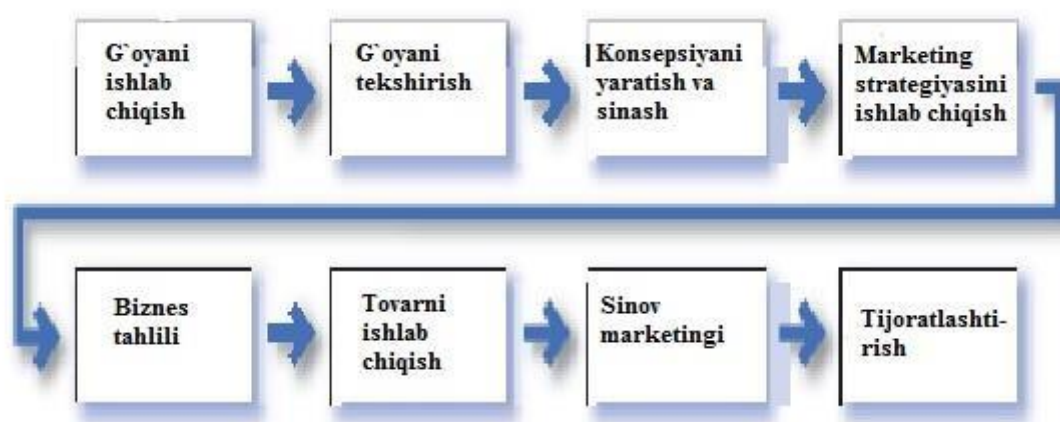 G`oyani
ishlab
chiqish
G`oyani
tekshirish
Konsepsiyani
yaratish va
sinash
Marketing
strategiyasini
ishlab chiqish
Biznes
tahlili
Tovarni
ishlab
chiqish
Sinov
marketingi
Tijoratlashti-
rish